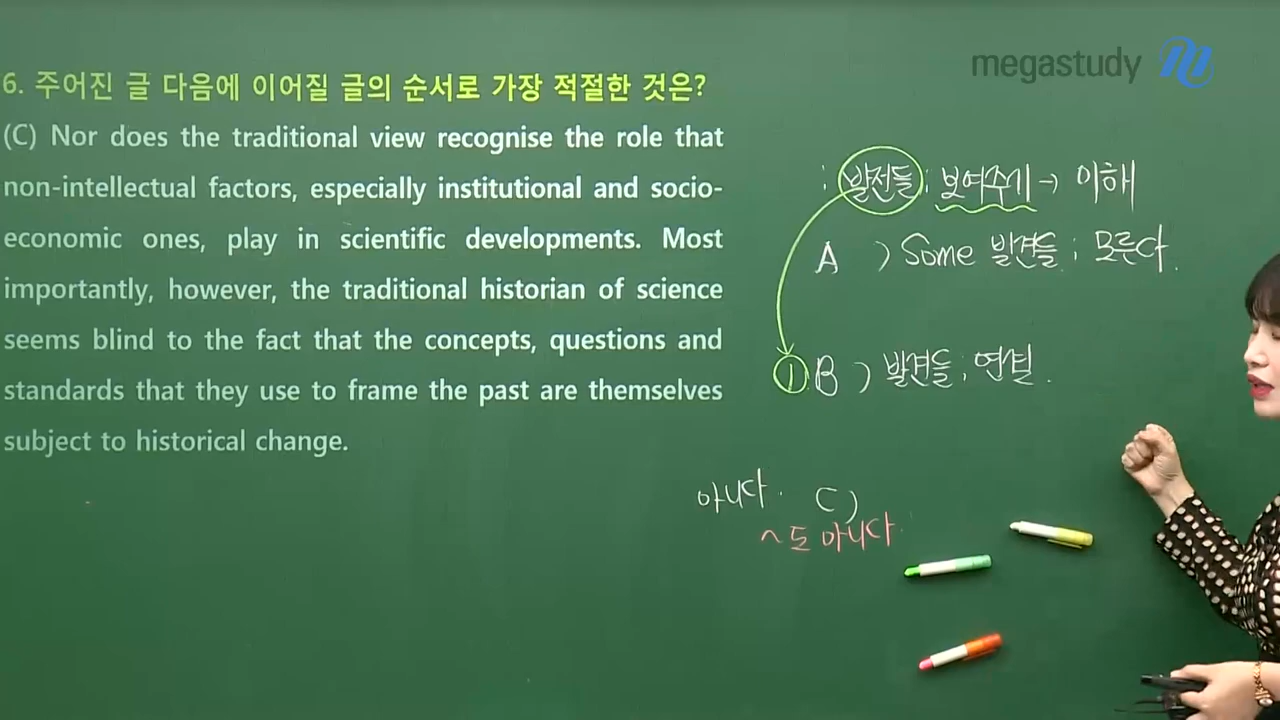 megastudy
6. 주어진 글 다음에 이어질 글의 순서로 가장 적절한 것은?
(C) Nor does the traditional view recognise the role that
non-intellectual factors, especially institutional and socio-
economic ones, play in scientific developments. Most
importantly, however, the traditional historian of science
seems blind to the fact that the concepts, questions and
standards that they use to frame the past are themselves
subject to historical change.
: 발전들 ; 보여주기 → 이해
A ) Some 발견들 ; 모른다.
① B ) 발견들 ; 연결.
아니다. C)
~도 아니다.